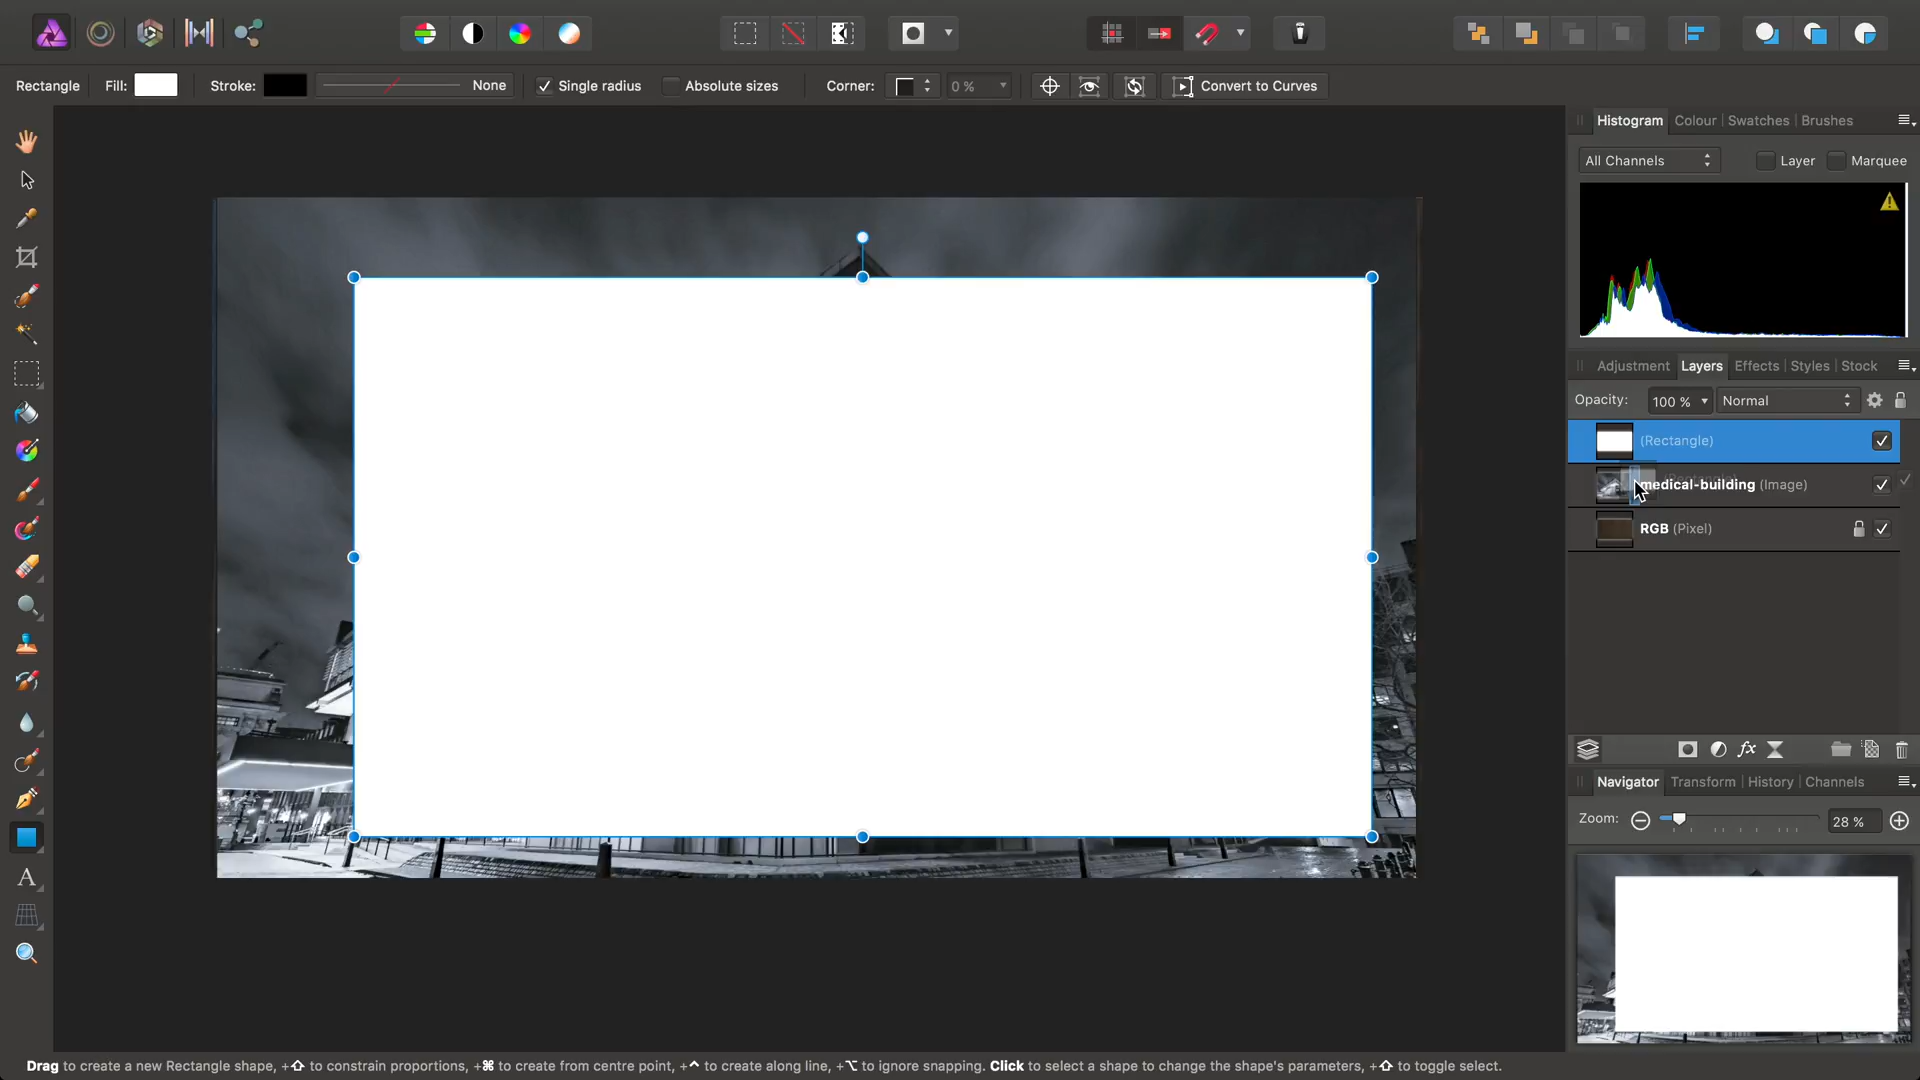 Rectangle Fill: Stroke: None Single radius Absolute sizes Corner: 0 % Convert to Curves
Histogram Colour Swatches Brushes
All Channels Layer Marquee
Adjustment Layers Effects Styles Stock
Opacity: 100 % Normal
(Rectangle)
medical-building (Image)
RGB (Pixel)
fx
Navigator Transform History Channels
Zoom: 28 %
A
Drag to create a new Rectangle shape, +⇧ to constrain proportions, +⌘ to create from centre point, +⌃ to create along line, +⌥ to ignore snapping. Click to select a shape to change the shape's parameters, +⇧ to toggle select.